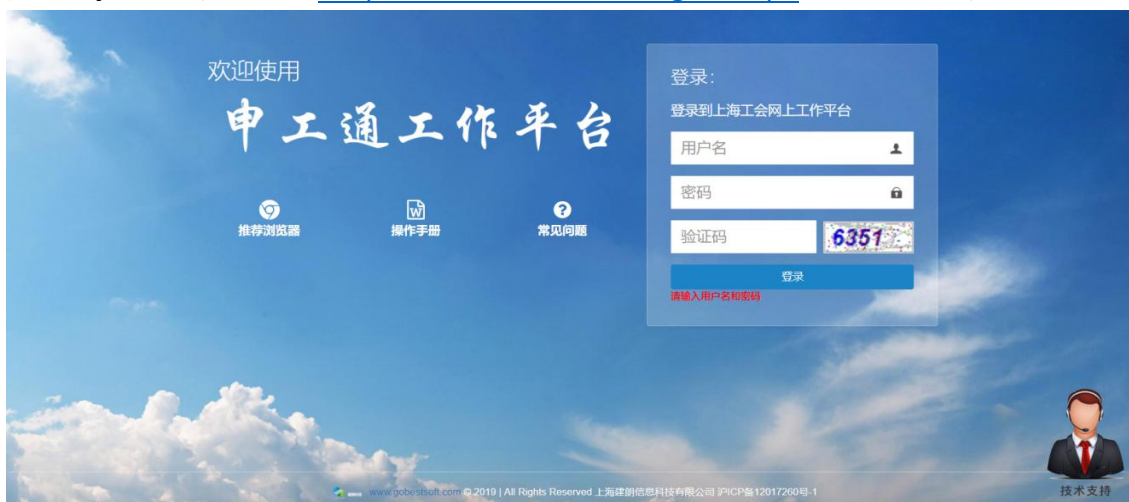 欢迎使用
申工通工作平台
推荐浏览器
操作手册
常见问题
登录:
登录到上海工会网上工作平台
用户名
密码
验证码
6351
登录
请输入用户名和密码
www.gobestsoft.com © 2019 | All Rights Reserved 上海建朗信息科技有限公司 沪ICP备12017260号-1
技术支持